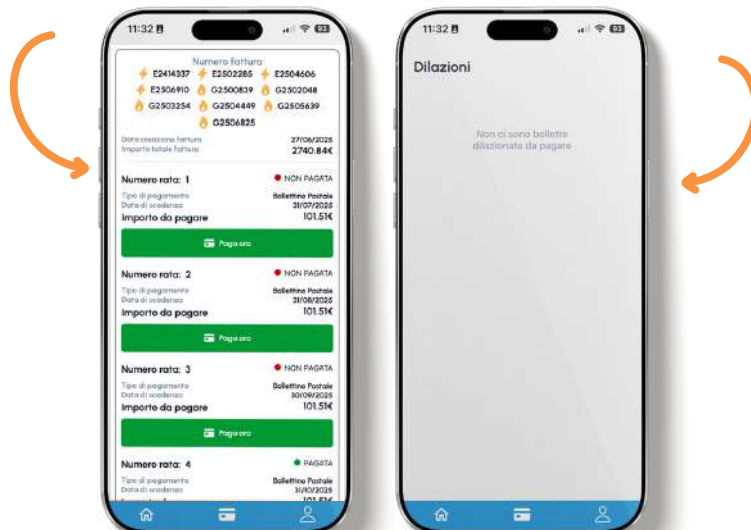 11:32
93
Numero fattura
E2414337 E2502285 E2504606
E2506910 G2500839 G2502048
G2503254 G2504449 G2505639
G2506825
Data creazione fattura 27/06/2025
Importo totale fattura 2740.84€
Numero rata: 1 NON PAGATA
Tipo di pagamento Bollettino Postale
Data di scadenza 31/07/2025
Importo da pagare 101.51€
Paga ora
Numero rata: 2 NON PAGATA
Tipo di pagamento Bollettino Postale
Data di scadenza 31/08/2025
Importo da pagare 101.51€
Paga ora
Numero rata: 3 NON PAGATA
Tipo di pagamento Bollettino Postale
Data di scadenza 30/09/2025
Importo da pagare 101.51€
Paga ora
Numero rata: 4 PAGATA
Tipo di pagamento Bollettino Postale
Data di scadenza 31/10/2025
11:32
93
Dilazioni
Non ci sono bollette
dilazionate da pagare